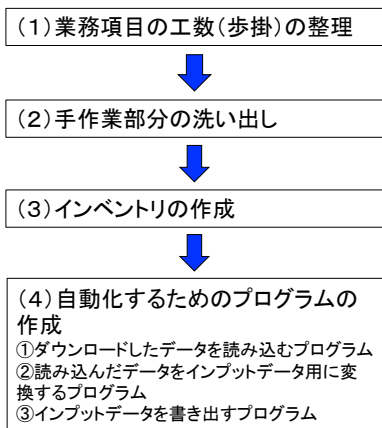 (1)業務項目の工数(歩掛)の整理
(2)手作業部分の洗い出し
(3)インベントリの作成
(4)自動化するためのプログラムの
作成
①ダウンロードしたデータを読み込むプログラム
②読み込んだデータをインプットデータ用に変
換するプログラム
③インプットデータを書き出すプログラム